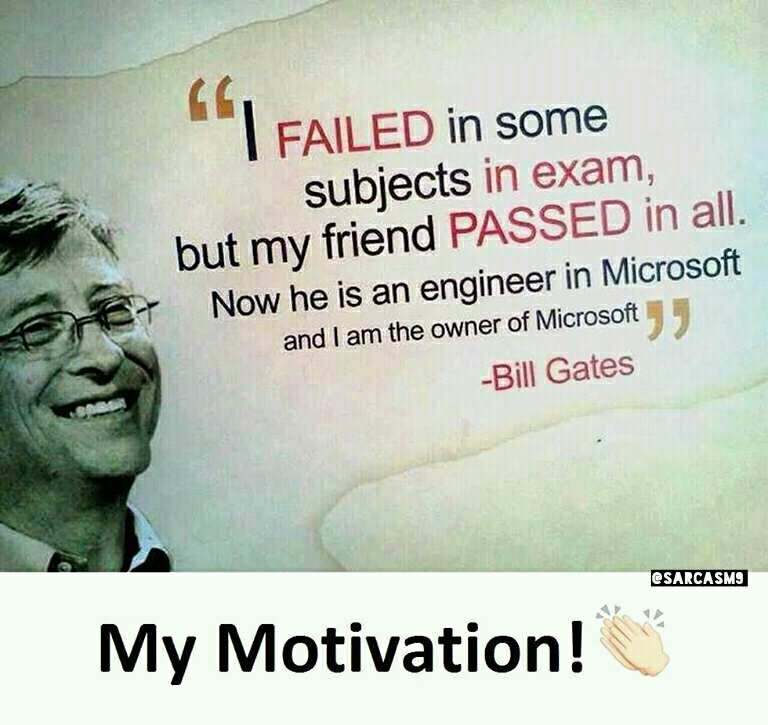 “I FAILED in some
subjects in exam,
but my friend PASSED in all.
Now he is an engineer in Microsoft
and I am the owner of Microsoft”
-Bill Gates
@SARCASM9
My Motivation!